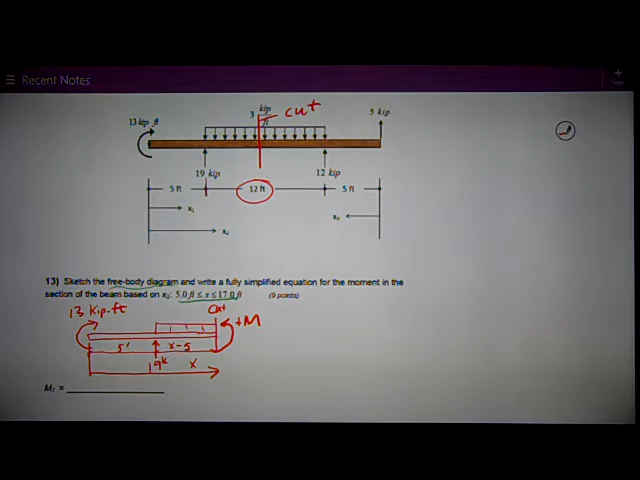 Recent Notes
3 kip/ft
cut
13 kip ft
5 kip
19 kip
12 kip
5 ft
12 ft
5 ft
x₁
x₂
x₃
13) Sketch the free-body diagram and write a fully simplified equation for the moment in the
section of the beam based on x₂: 5.0 ft ≤ x ≤ 17.0 ft (9 points)
13 kip-ft
Cut
+M
5'
x-5
19k
x
M₂ =